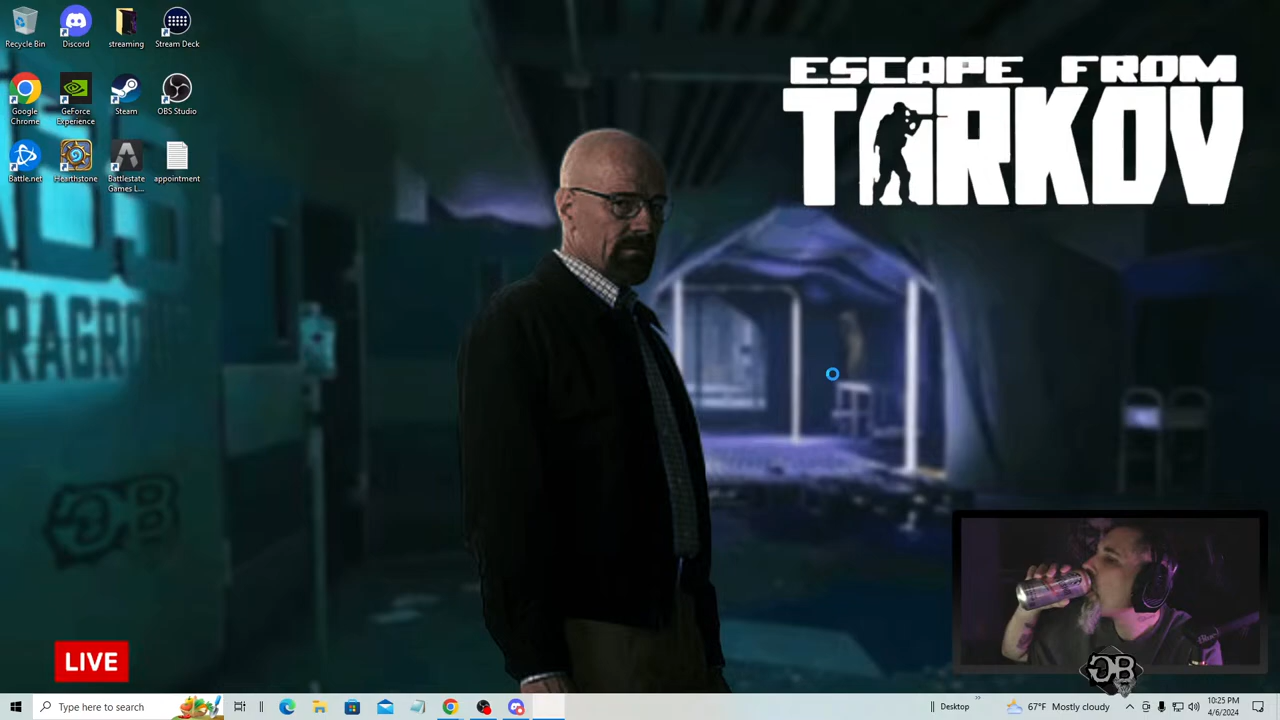 Recycle Bin
Discord
streaming
Stream Deck
Google Chrome
GeForce Experience
Steam
OBS Studio
Battle.net
Hearthstone
Battlestate Games L...
appointment
ESCAPE FROM
TARKOV
LIVE
Type here to search
Desktop
67°F Mostly cloudy
10:25 PM
4/6/2024